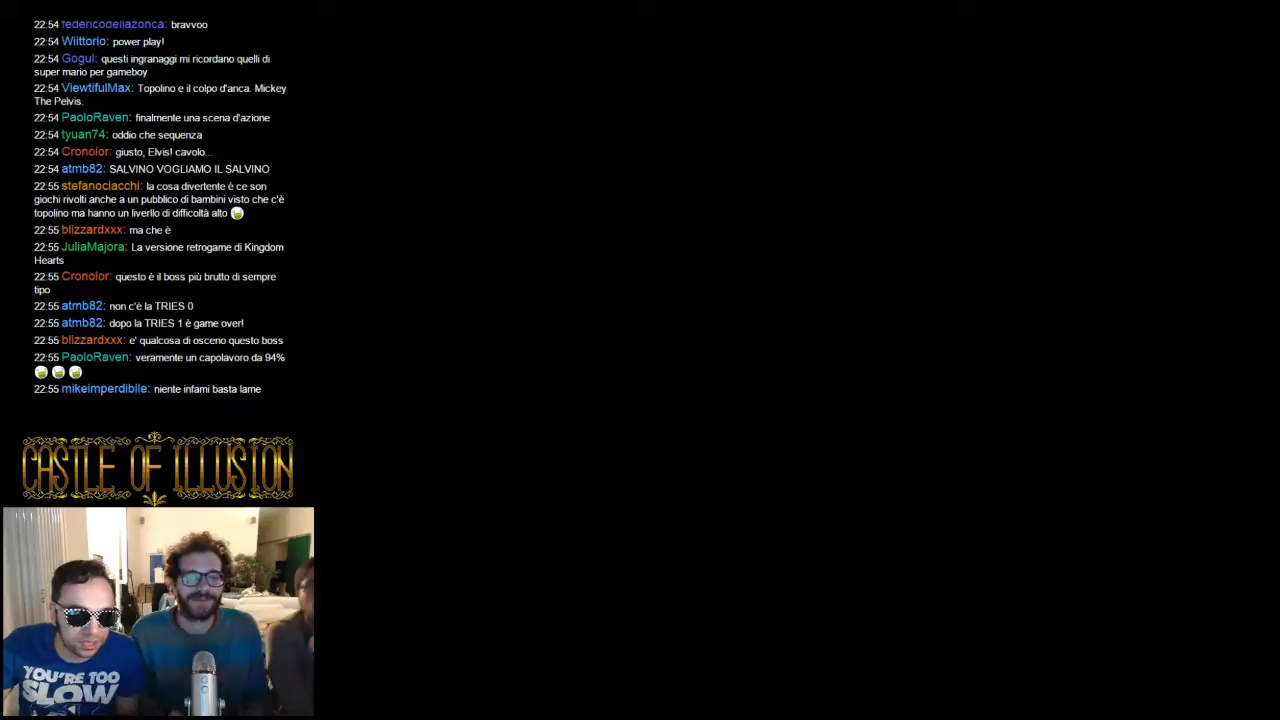 22:54 federicodellazonca: bravvoo
22:54 Wiittorio: power play!
22:54 Gogul: questi ingranaggi mi ricordano quelli di
super mario per gameboy
22:54 ViewtifulMax: Topolino e il colpo d'anca. Mickey
The Pelvis.
22:54 PaoloRaven: finalmente una scena d'azione
22:54 tyuan74: oddio che sequenza
22:54 Cronolor: giusto, Elvis! cavolo...
22:54 atmb82: SALVINO VOGLIAMO IL SALVINO
22:55 stefanociacchi: la cosa divertente è ce son
giochi rivolti anche a un pubblico di bambini visto che c'è
topolino ma hanno un liverllo di difficoltà alto
22:55 blizzardxxx: ma che è
22:55 JuliaMajora: La versione retrogame di Kingdom
Hearts
22:55 Cronolor: questo è il boss più brutto di sempre
tipo
22:55 atmb82: non c'è la TRIES 0
22:55 atmb82: dopo la TRIES 1 è game over!
22:55 blizzardxxx: e' qualcosa di osceno questo boss
22:55 PaoloRaven: veramente un capolavoro da 94%
22:55 mikeimperdibile: niente infami basta lame
CASTLE OF ILLUSION
YOU'RE TOO
SLOW